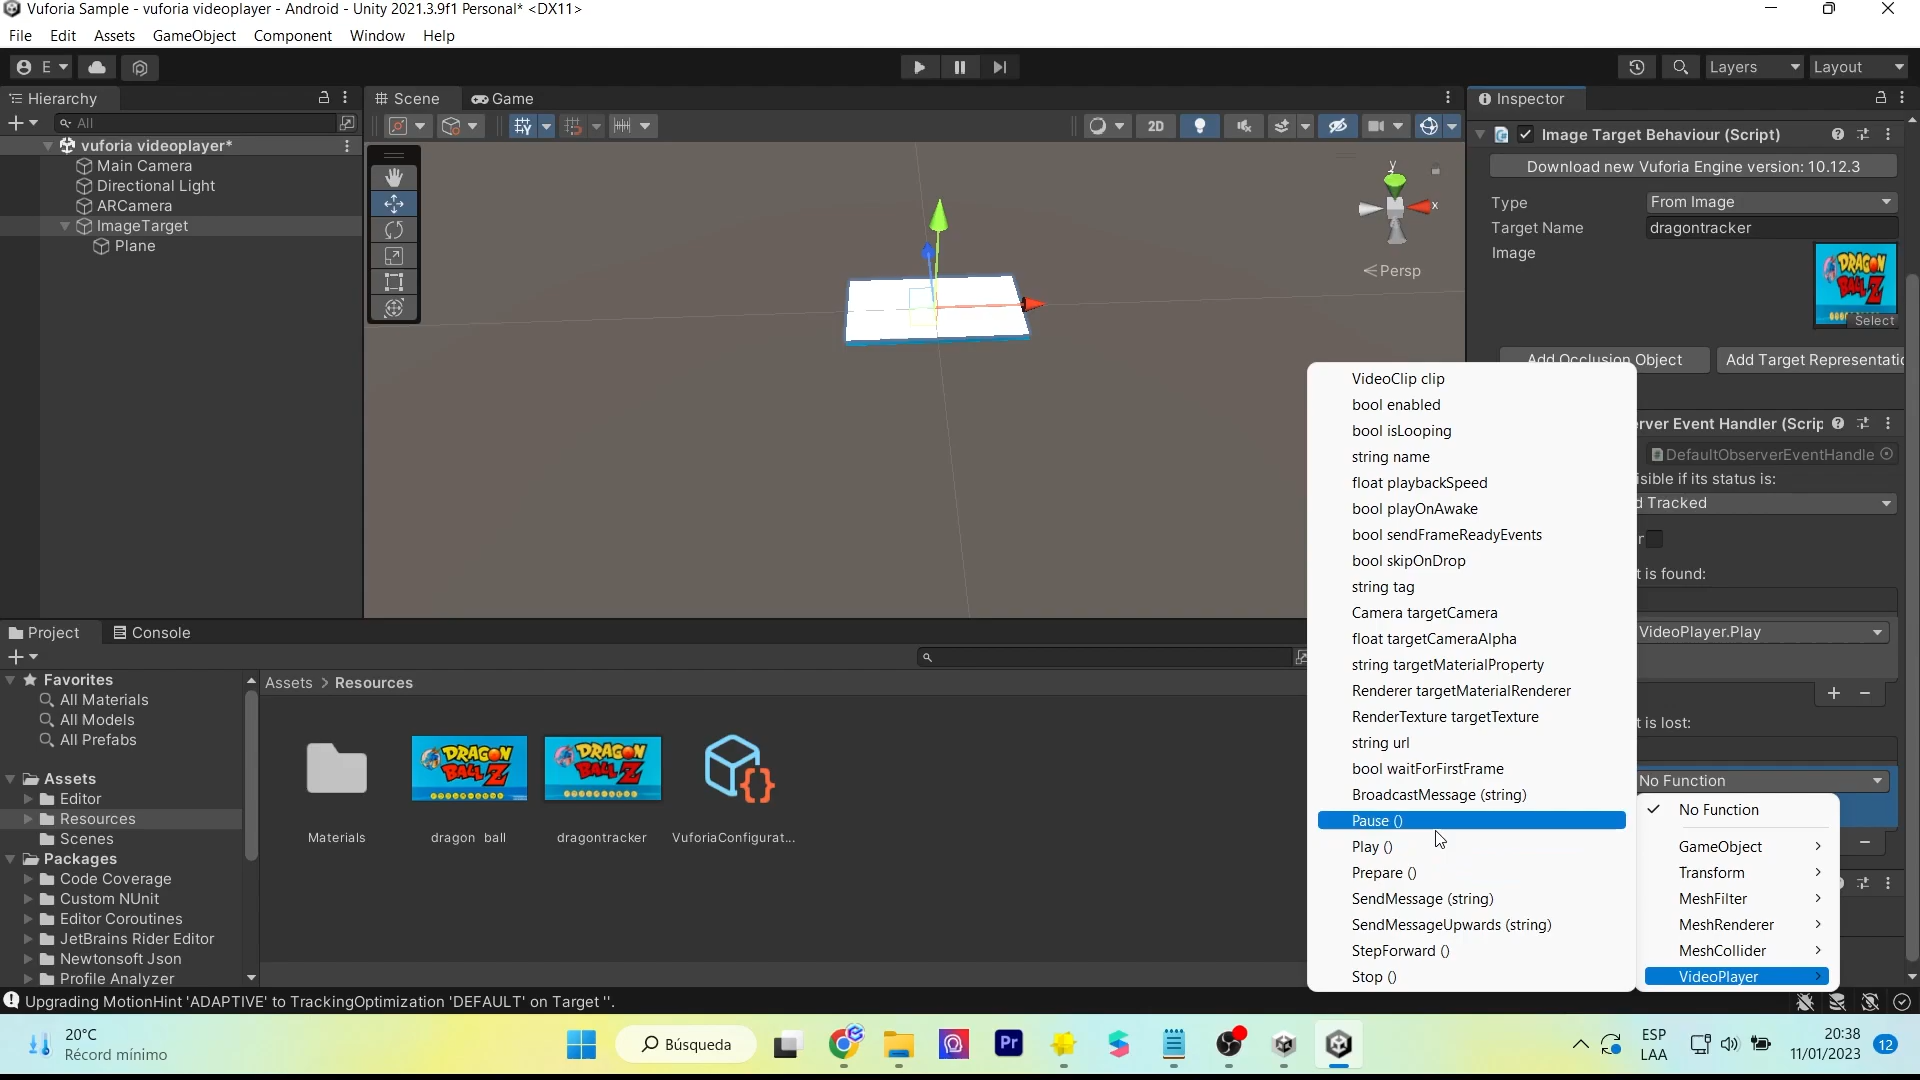 Vuforia Sample - vuforia videoplayer - Android - Unity 2021.3.9f1 Personal* <DX11>
File Edit Assets GameObject Component Window Help
E
Layers Layout
Hierarchy
All
vuforia videoplayer*
Main Camera
Directional Light
ARCamera
ImageTarget
Plane
Scene Game
2D
y
x
Persp
Inspector
Image Target Behaviour (Script)
Download new Vuforia Engine version: 10.12.3
Type From Image
Target Name dragontracker
Image
DRAGON BALL Z
Select
Add Occlusion Object Add Target Representatic
erver Event Handler (Scrip
DefaultObserverEventHandle
isible if its status is:
d Tracked
r
t is found:
VideoPlayer.Play
t is lost:
No Function
VideoClip clip
bool enabled
bool isLooping
string name
float playbackSpeed
bool playOnAwake
bool sendFrameReadyEvents
bool skipOnDrop
string tag
Camera targetCamera
float targetCameraAlpha
string targetMaterialProperty
Renderer targetMaterialRenderer
RenderTexture targetTexture
string url
bool waitForFirstFrame
BroadcastMessage (string)
Pause ()
Play ()
Prepare ()
SendMessage (string)
SendMessageUpwards (string)
StepForward ()
Stop ()
No Function
GameObject
Transform
MeshFilter
MeshRenderer
MeshCollider
VideoPlayer
Project Console
Favorites
All Materials
All Models
All Prefabs
Assets
Editor
Resources
Scenes
Packages
Code Coverage
Custom NUnit
Editor Coroutines
JetBrains Rider Editor
Newtonsoft Json
Profile Analyzer
Assets > Resources
DRAGON BALL Z
DRAGON BALL Z
Materials
dragon ball
dragontracker
VuforiaConfigurat...
Upgrading MotionHint 'ADAPTIVE' to TrackingOptimization 'DEFAULT' on Target ''.
20°C
Récord mínimo
Búsqueda
Pr
ESP
LAA
20:38
11/01/2023
12